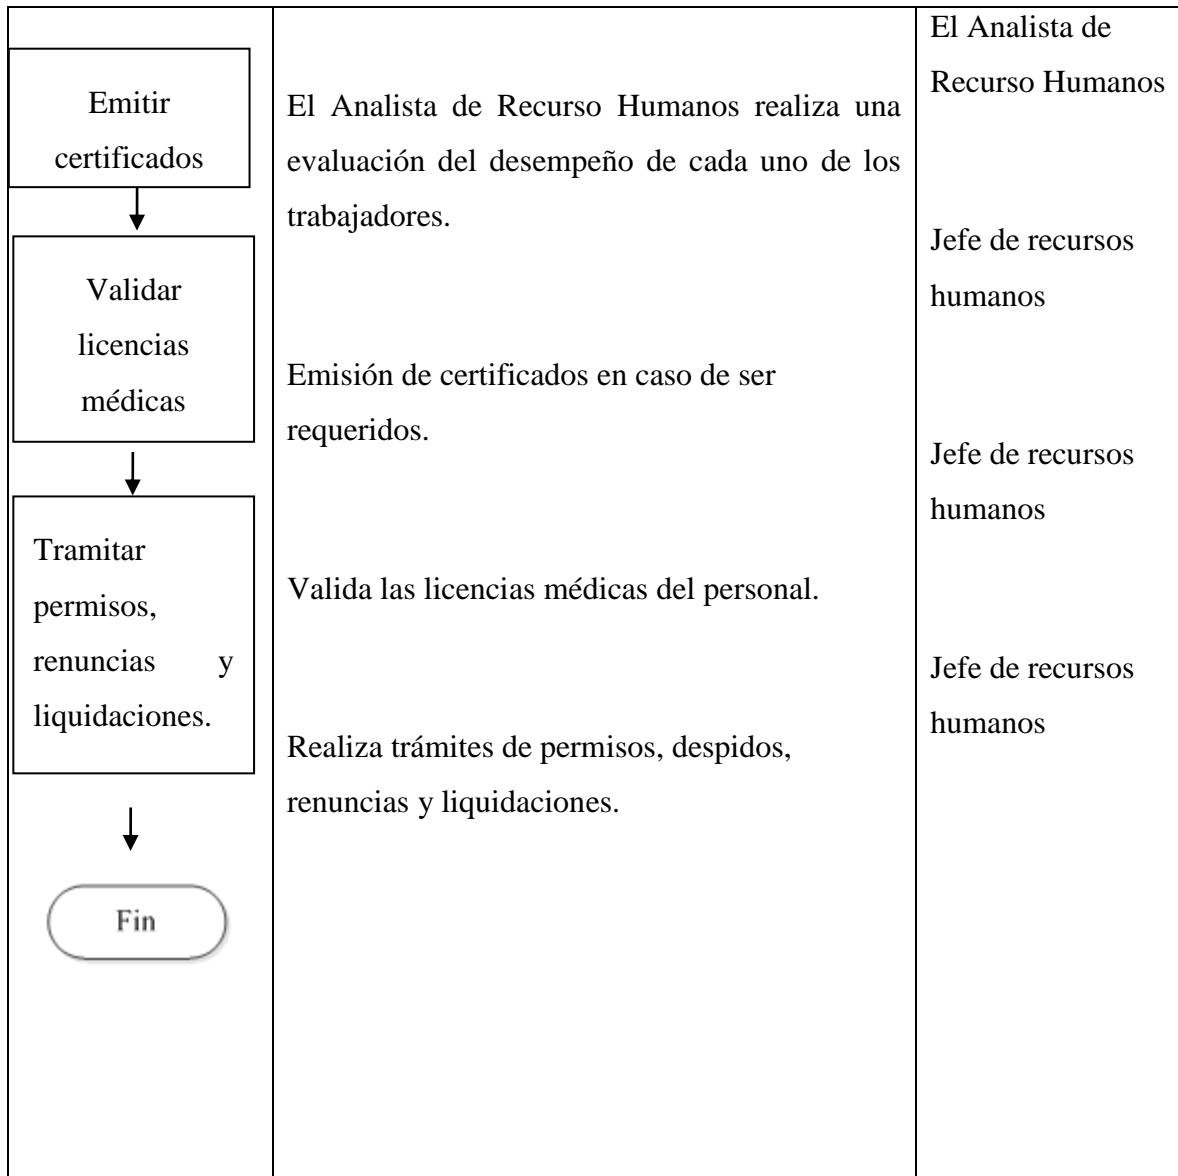 Emitir
certificados
Validar
licencias
médicas
Tramitar
permisos,
renuncias y
liquidaciones.
Fin
El Analista de Recurso Humanos realiza una
evaluación del desempeño de cada uno de los
trabajadores.
Emisión de certificados en caso de ser
requeridos.
Valida las licencias médicas del personal.
Realiza trámites de permisos, despidos,
renuncias y liquidaciones.
El Analista de
Recurso Humanos
Jefe de recursos
humanos
Jefe de recursos
humanos
Jefe de recursos
humanos